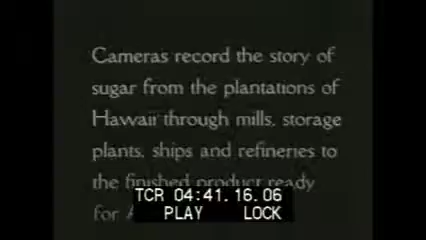 Cameras record the story of
sugar from the plantations of
Hawaii through mills, storage
plants, ships and refineries to
the finished product ready
for
TCR 04:41.16.06
PLAY LOCK